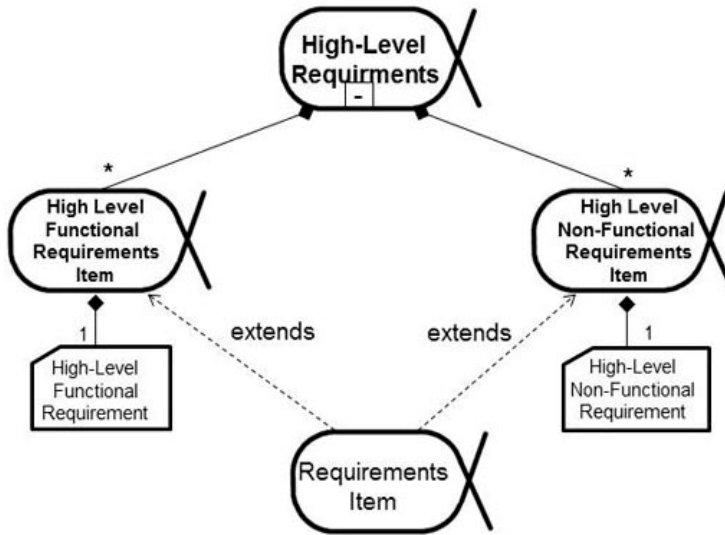 High-Level
Requirments
-
*
*
High Level
Functional
Requirements
Item
High Level
Non-Functional
Requirements
Item
extends
extends
1
1
High-Level
Functional
Requirement
High-Level
Non-Functional
Requirement
Requirements
Item